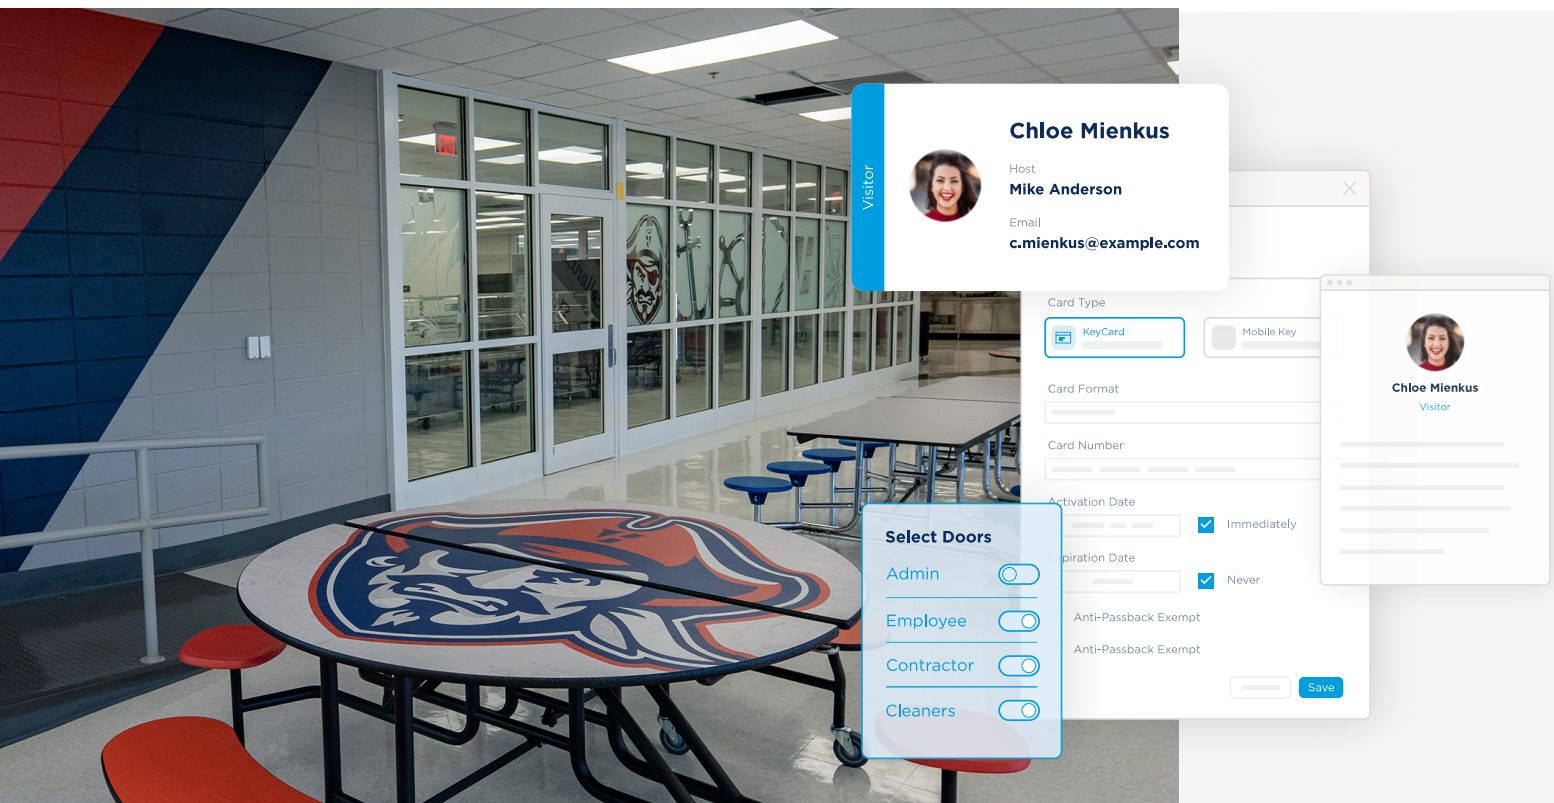 EXIT
Visitor
Chloe Mienkus
Host
Mike Anderson
Email
c.mienkus@example.com
Card Type
KeyCard
Mobile Key
Card Format
Card Number
Activation Date
Immediately
Expiration Date
Never
Anti-Passback Exempt
Anti-Passback Exempt
Save
Select Doors
Admin
Employee
Contractor
Cleaners
Chloe Mienkus
Visitor